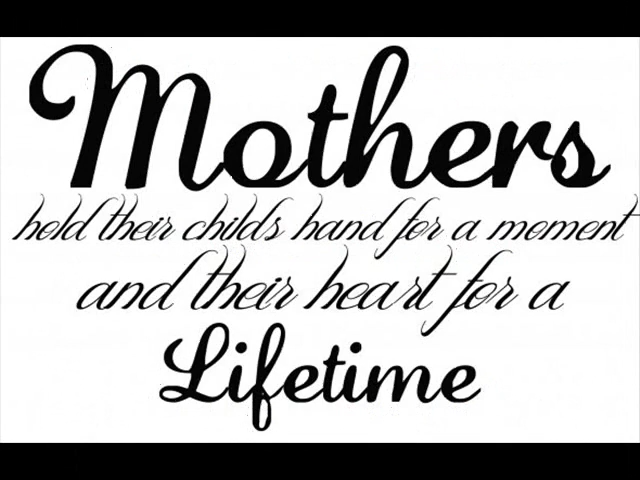 Mothers
hold their childs hand for a moment
and their heart for a
Lifetime